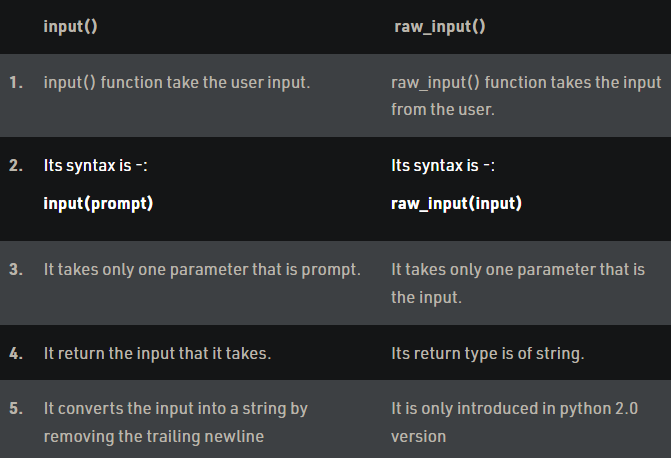 input() raw_input()
1. input() function take the user input. raw_input() function takes the input
from the user.
2. Its syntax is -: Its syntax is -:
input(prompt) raw_input(input)
3. It takes only one parameter that is prompt. It takes only one parameter that is
the input.
4. It return the input that it takes. Its return type is of string.
5. It converts the input into a string by It is only introduced in python 2.0
removing the trailing newline version